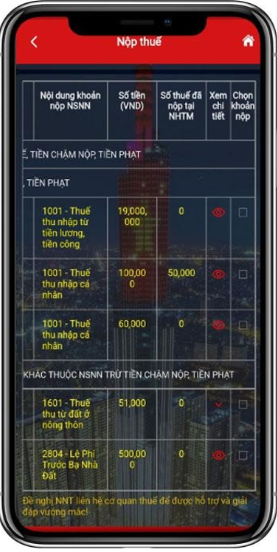 Nộp thuế
Nội dung khoản nộp NSNN
Số tiền (VND)
Số thuế đã nộp tại NHTM
Xem chi tiết
Chọn khoản nộp
, TIỀN CHẬM NỘP, TIỀN PHẠT
, TIỀN PHẠT
1001 - Thuế thu nhập từ tiền lương, tiền công
19,000,000
0
1001 - Thuế thu nhập cá nhân
100,000
50,000
1001 - Thuế thu nhập cá nhân
60,000
0
KHÁC THUỘC NSNN TRỪ TIỀN CHẬM NỘP, TIỀN PHẠT
1601 - Thuế thu từ đất ở nông thôn
51,000
0
2804 - Lệ Phí Trước Bạ Nhà Đất
500,000
0
Đề nghị NNT liên hệ cơ quan thuế để được hỗ trợ và giải đáp vướng mắc!